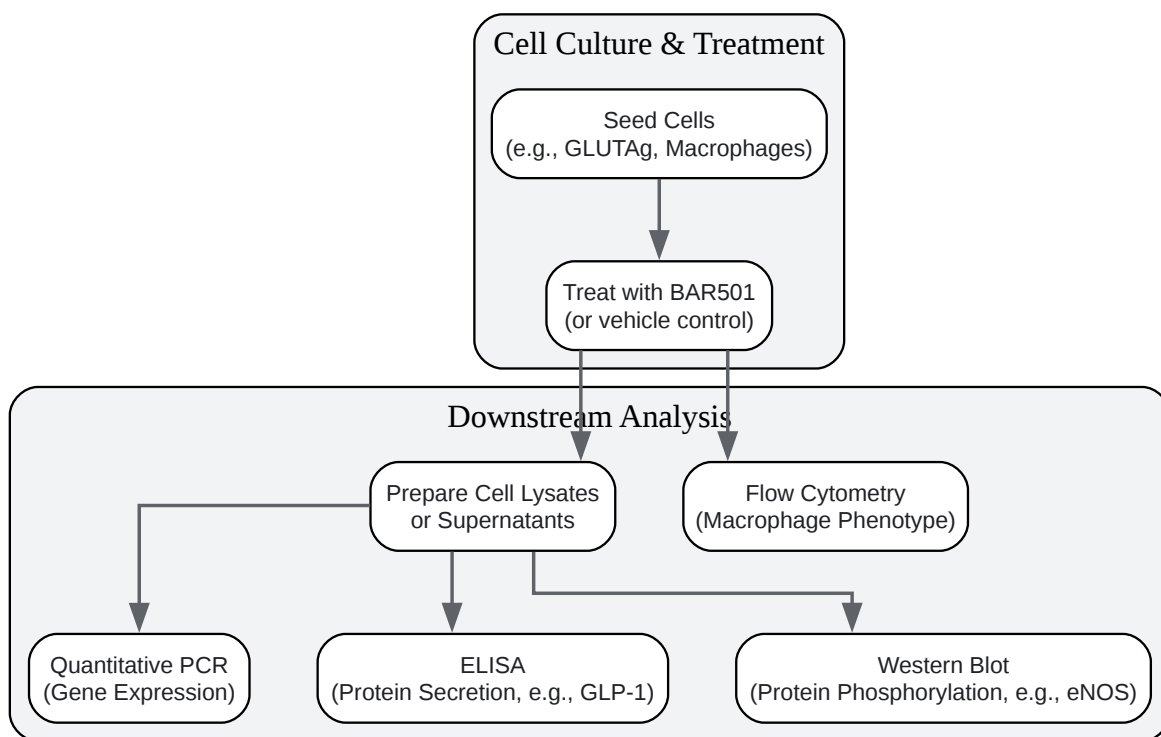 Cell Culture & Treatment
Seed Cells
(e.g., GLUTAg, Macrophages)
Treat with BAR501
(or vehicle control)
Downstream Analysis
Prepare Cell Lysates
or Supernatants
Flow Cytometry
(Macrophage Phenotype)
Quantitative PCR
(Gene Expression)
ELISA
(Protein Secretion, e.g., GLP-1)
Western Blot
(Protein Phosphorylation, e.g., eNOS)